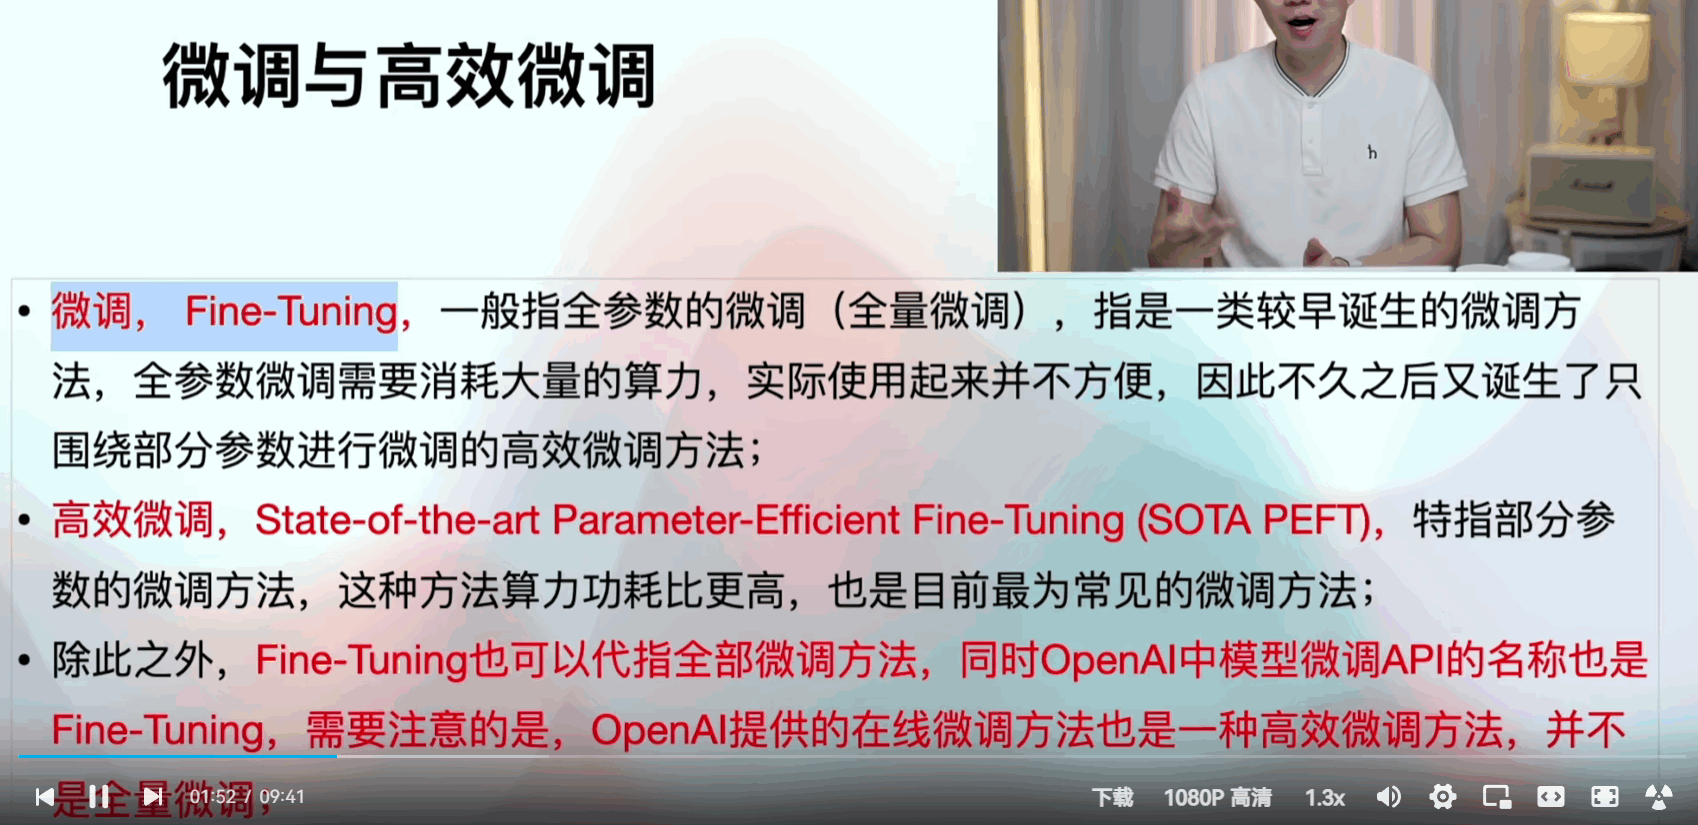 微调与高效微调
h
• 微调， Fine-Tuning，一般指全参数的微调（全量微调），指是一类较早诞生的微调方
法，全参数微调需要消耗大量的算力，实际使用起来并不方便，因此不久之后又诞生了只
围绕部分参数进行微调的高效微调方法；
• 高效微调，State-of-the-art Parameter-Efficient Fine-Tuning (SOTA PEFT)，特指部分参
数的微调方法，这种方法算力功耗比更高，也是目前最为常见的微调方法；
• 除此之外，Fine-Tuning也可以代指全部微调方法，同时OpenAI中模型微调API的名称也是
Fine-Tuning，需要注意的是，OpenAI提供的在线微调方法也是一种高效微调方法，并不
是全量微调；
01:52 / 09:41
下载 1080P 高清 1.3x